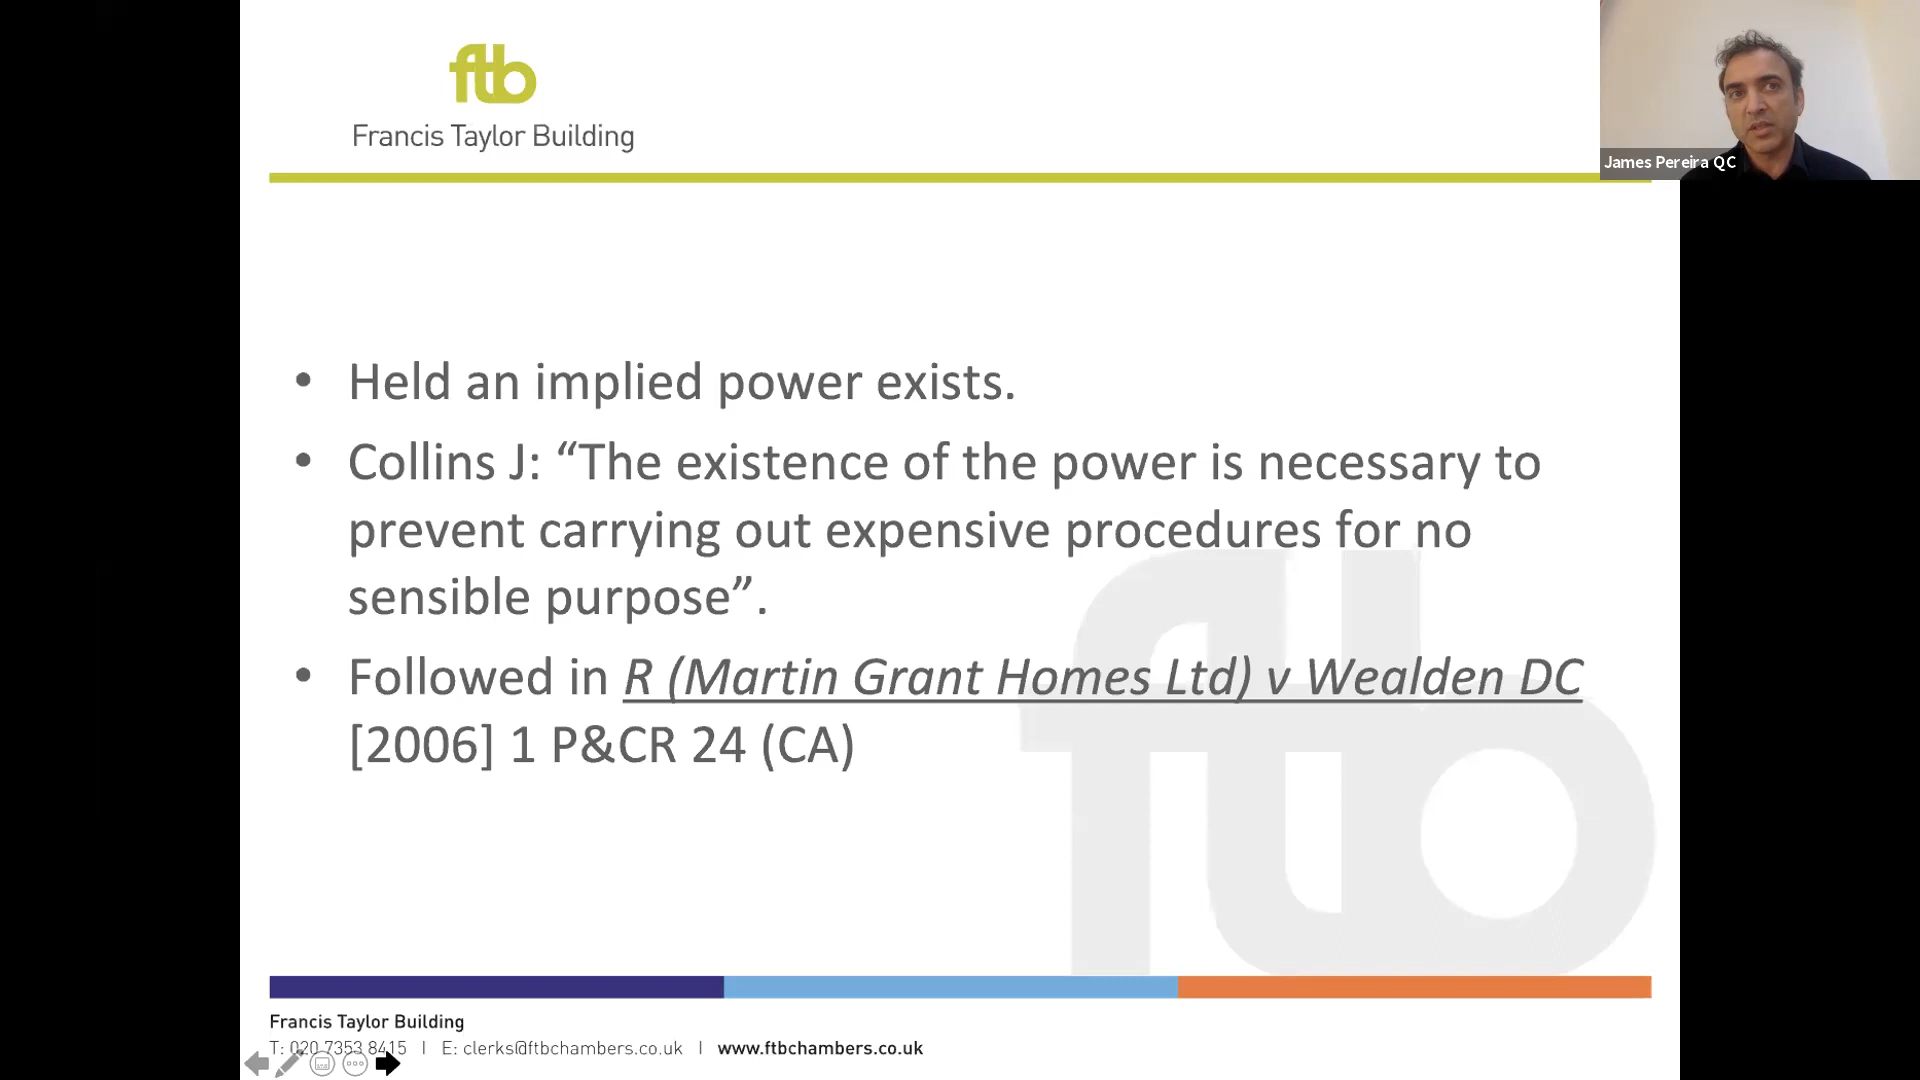 ftb
Francis Taylor Building
James Pereira QC
• Held an implied power exists.
• Collins J: “The existence of the power is necessary to
prevent carrying out expensive procedures for no
sensible purpose”.
• Followed in R (Martin Grant Homes Ltd) v Wealden DC
[2006] 1 P&CR 24 (CA)
ftb
Francis Taylor Building
T: 020 7353 8415 | E: clerks@ftbchambers.co.uk | www.ftbchambers.co.uk